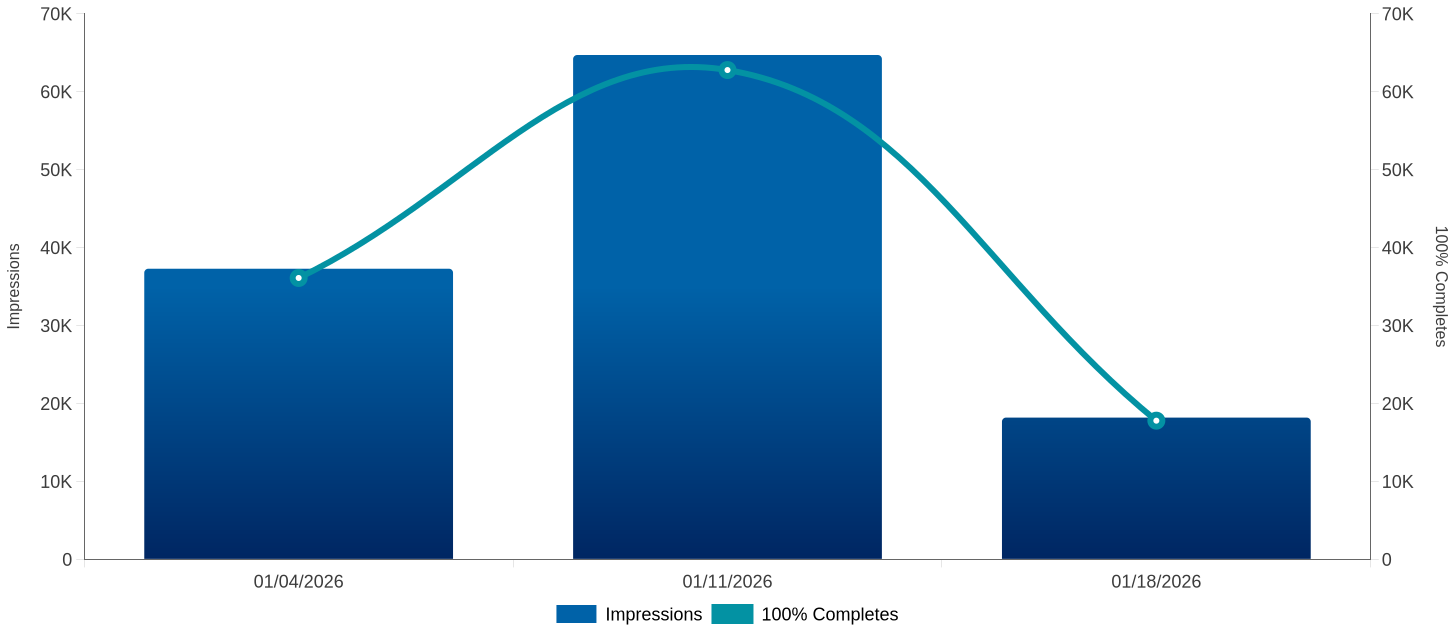 70K
60K
50K
40K
30K
20K
10K
0
Impressions
70K
60K
50K
40K
30K
20K
10K
0
100% Completes
01/04/2026 01/11/2026 01/18/2026
Impressions 100% Completes